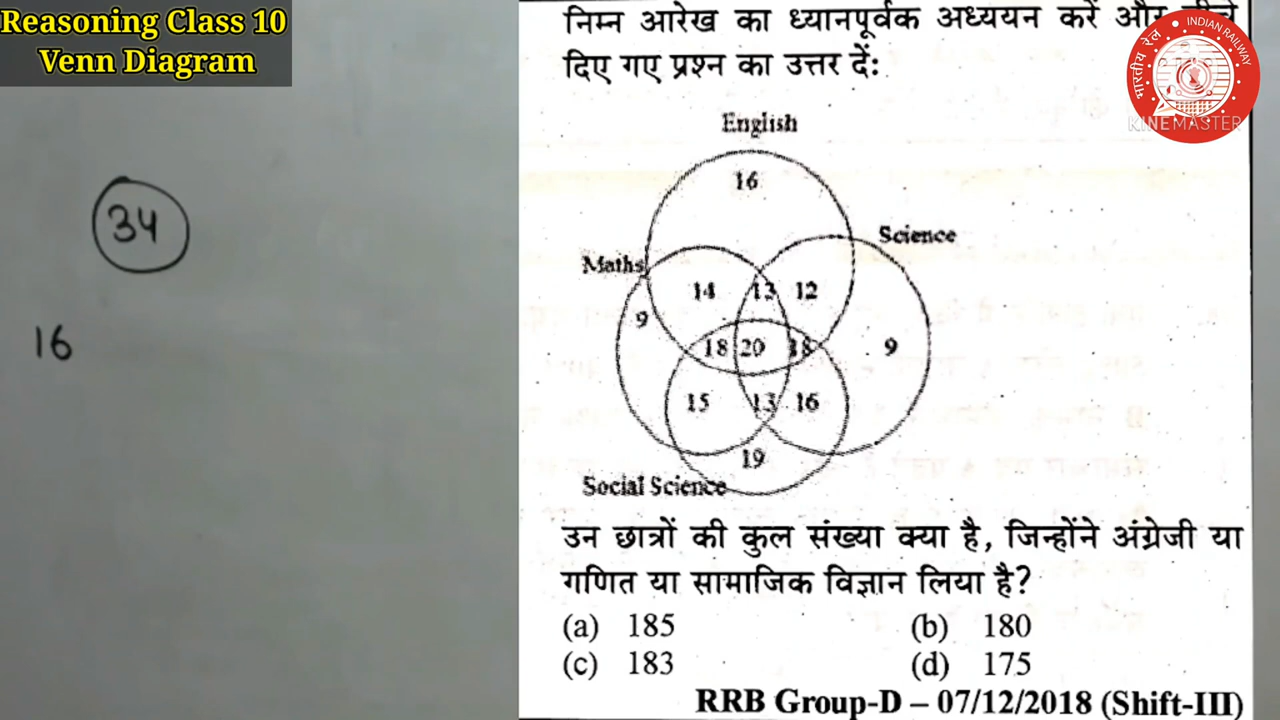 Reasoning Class 10
Venn Diagram
34
16
निम्न आरेख का ध्यानपूर्वक अध्ययन करें और नीचे
दिए गए प्रश्न का उत्तर दें:
भारतीय रेल
INDIAN RAILWAY
KINEMASTER
English
16
Science
Maths
14 13 12
9
18 20 18 9
15 13 16
19
Social Science
उन छात्रों की कुल संख्या क्या है, जिन्होंने अंग्रेजी या
गणित या सामाजिक विज्ञान लिया है?
(a) 185 (b) 180
(c) 183 (d) 175
RRB Group-D – 07/12/2018 (Shift-III)